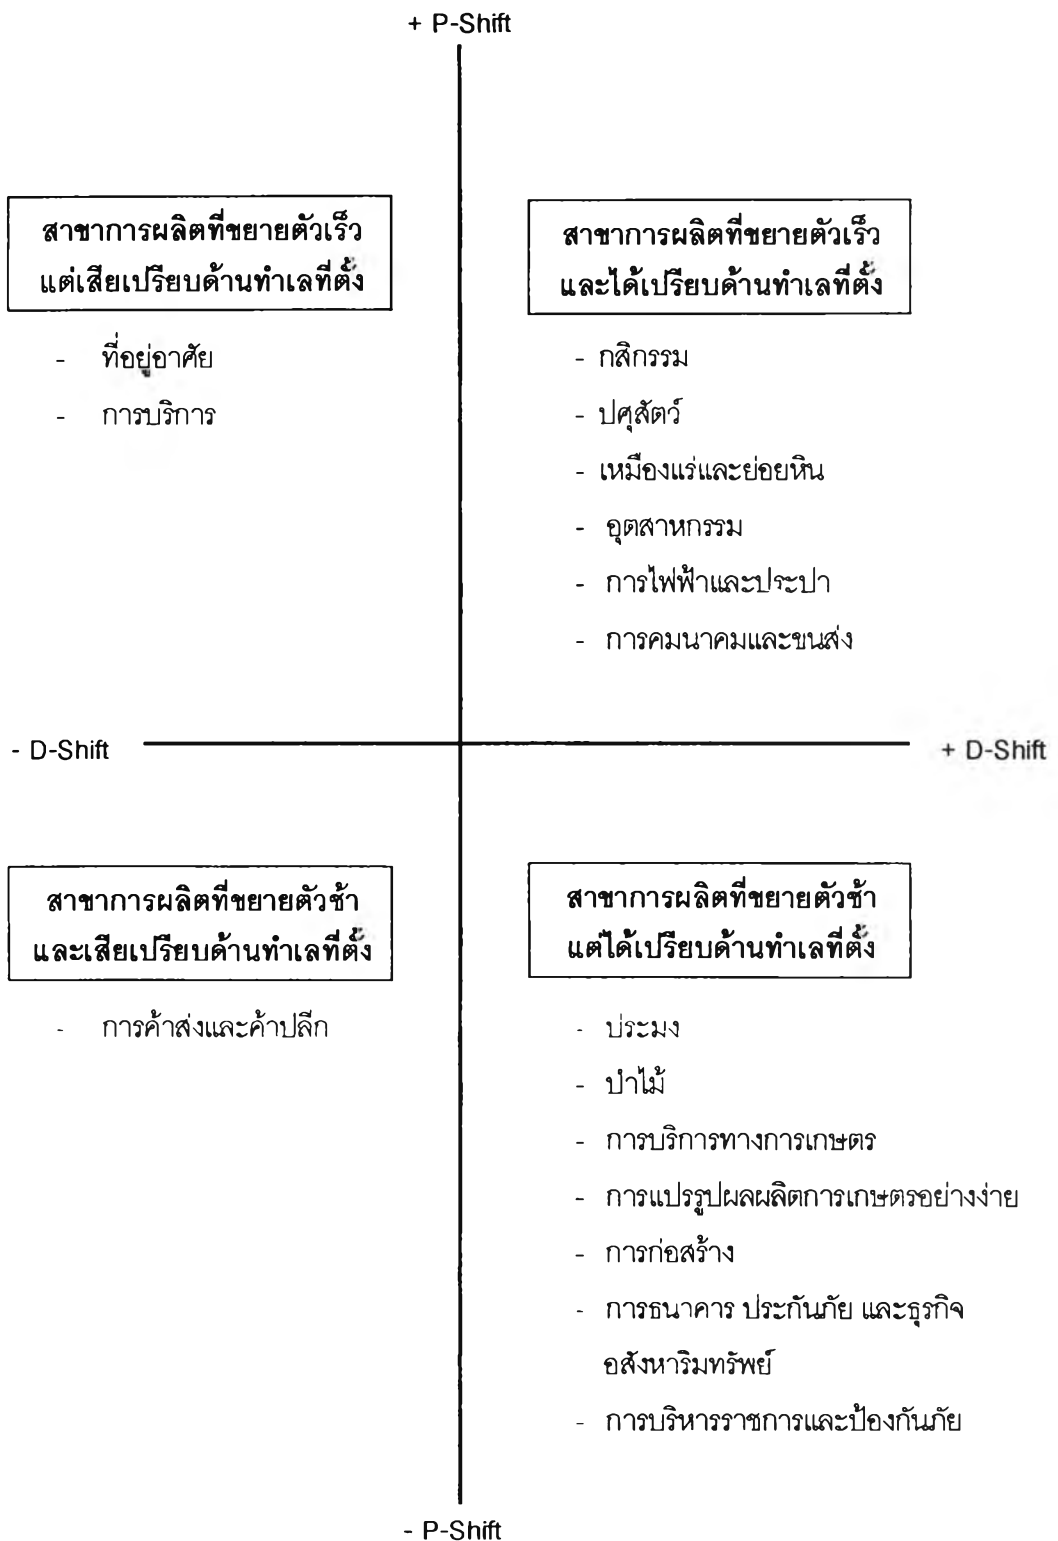 + P-Shift
สาขาการผลิตที่ขยายตัวเร็ว
แต่เสียเปรียบด้านทำเลที่ตั้ง
- ที่อยู่อาศัย
- การบริการ
สาขาการผลิตที่ขยายตัวเร็ว
และได้เปรียบด้านทำเลที่ตั้ง
- กสิกรรม
- ปศุสัตว์
- เหมืองแร่และย่อยหิน
- อุตสาหกรรม
- การไฟฟ้าและประปา
- การคมนาคมและขนส่ง
- D-Shift
+ D-Shift
สาขาการผลิตที่ขยายตัวช้า
และเสียเปรียบด้านทำเลที่ตั้ง
- การค้าส่งและค้าปลีก
สาขาการผลิตที่ขยายตัวช้า
แต่ได้เปรียบด้านทำเลที่ตั้ง
- ประมง
- ป่าไม้
- การบริการทางการเกษตร
- การแปรรูปผลผลิตการเกษตรอย่างง่าย
- การก่อสร้าง
- การธนาคาร ประกันภัย และธุรกิจ
อสังหาริมทรัพย์
- การบริหารราชการและป้องกันภัย
- P-Shift